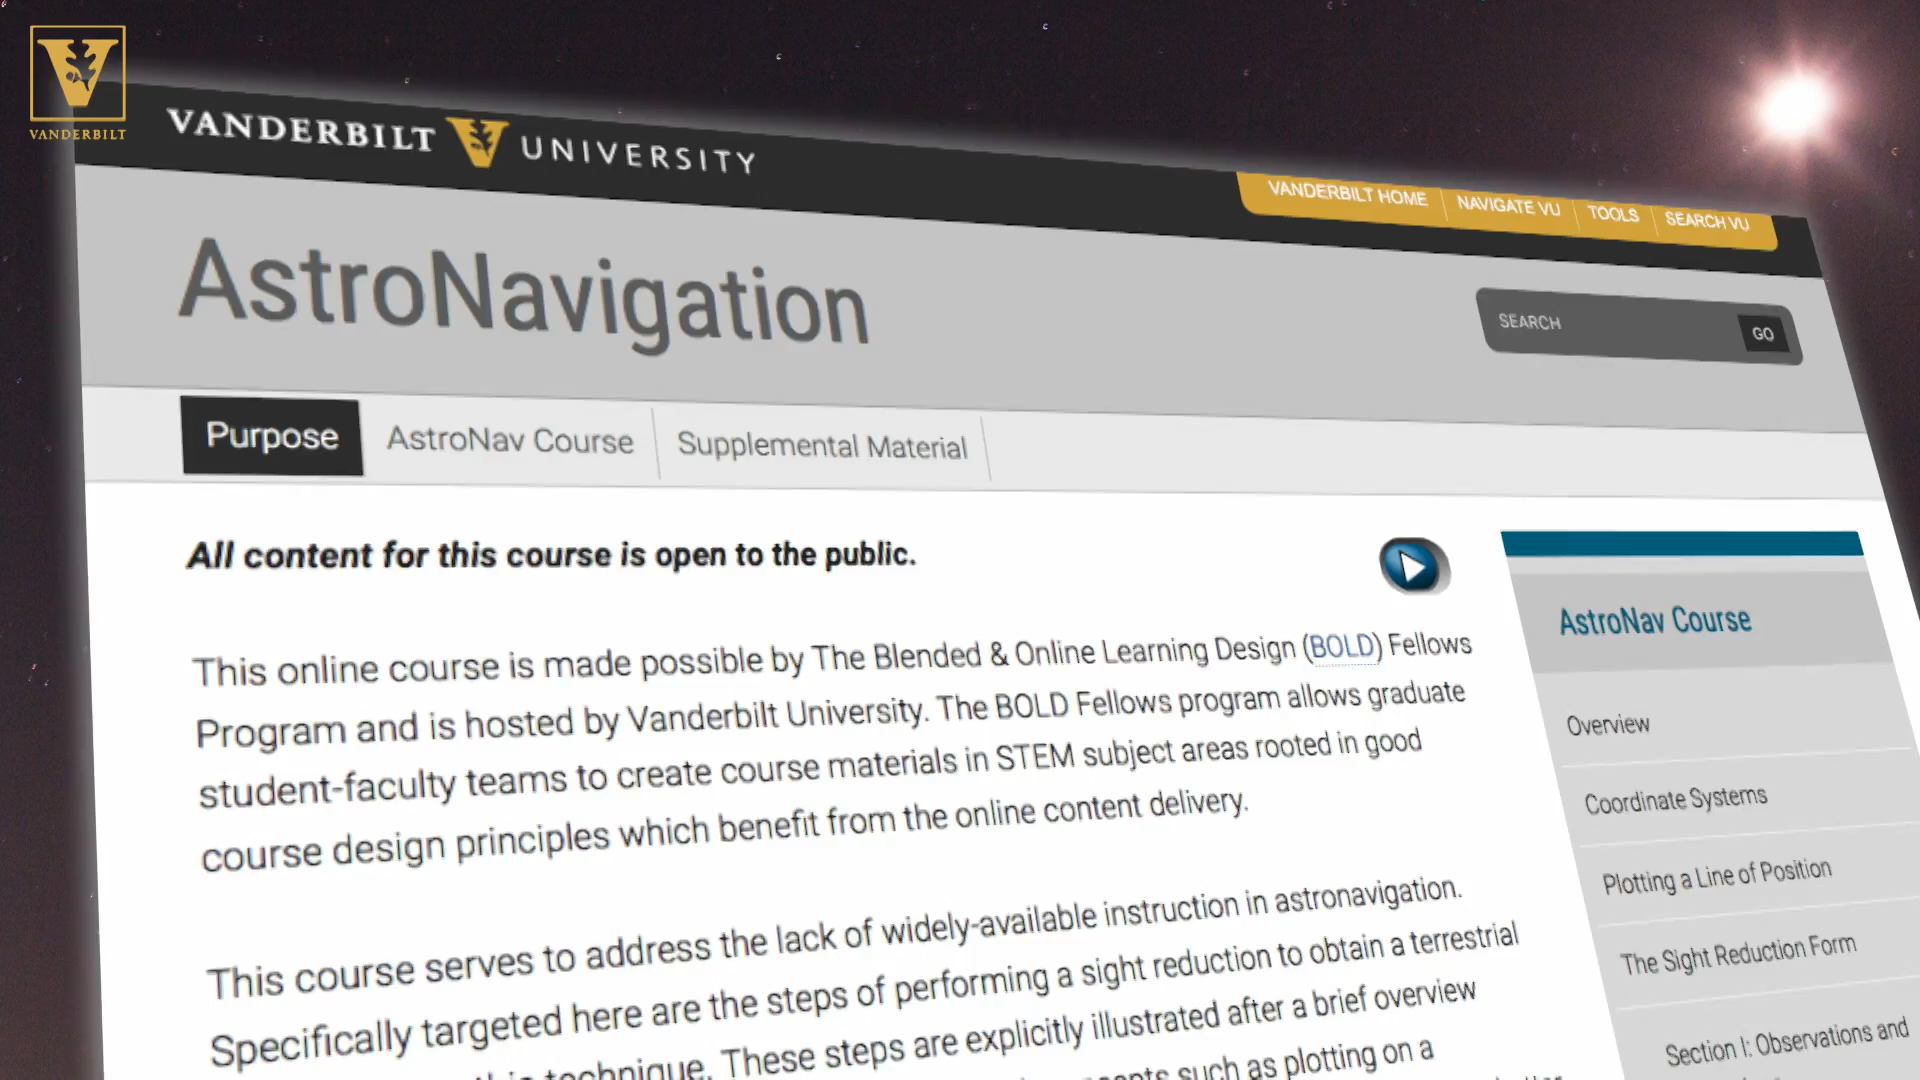 VANDERBILT
VANDERBILT UNIVERSITY
VANDERBILT HOME
NAVIGATE VU
TOOLS
SEARCH VU
AstroNavigation
SEARCH
GO
Purpose
AstroNav Course
Supplemental Material
All content for this course is open to the public.
This online course is made possible by The Blended & Online Learning Design (BOLD) Fellows
Program and is hosted by Vanderbilt University. The BOLD Fellows program allows graduate
student-faculty teams to create course materials in STEM subject areas rooted in good
course design principles which benefit from the online content delivery.
This course serves to address the lack of widely-available instruction in astronavigation.
Specifically targeted here are the steps of performing a sight reduction to obtain a terrestrial
technique. These steps are explicitly illustrated after a brief overview
such as plotting on a
AstroNav Course
Overview
Coordinate Systems
Plotting a Line of Position
The Sight Reduction Form
Section I: Observations and